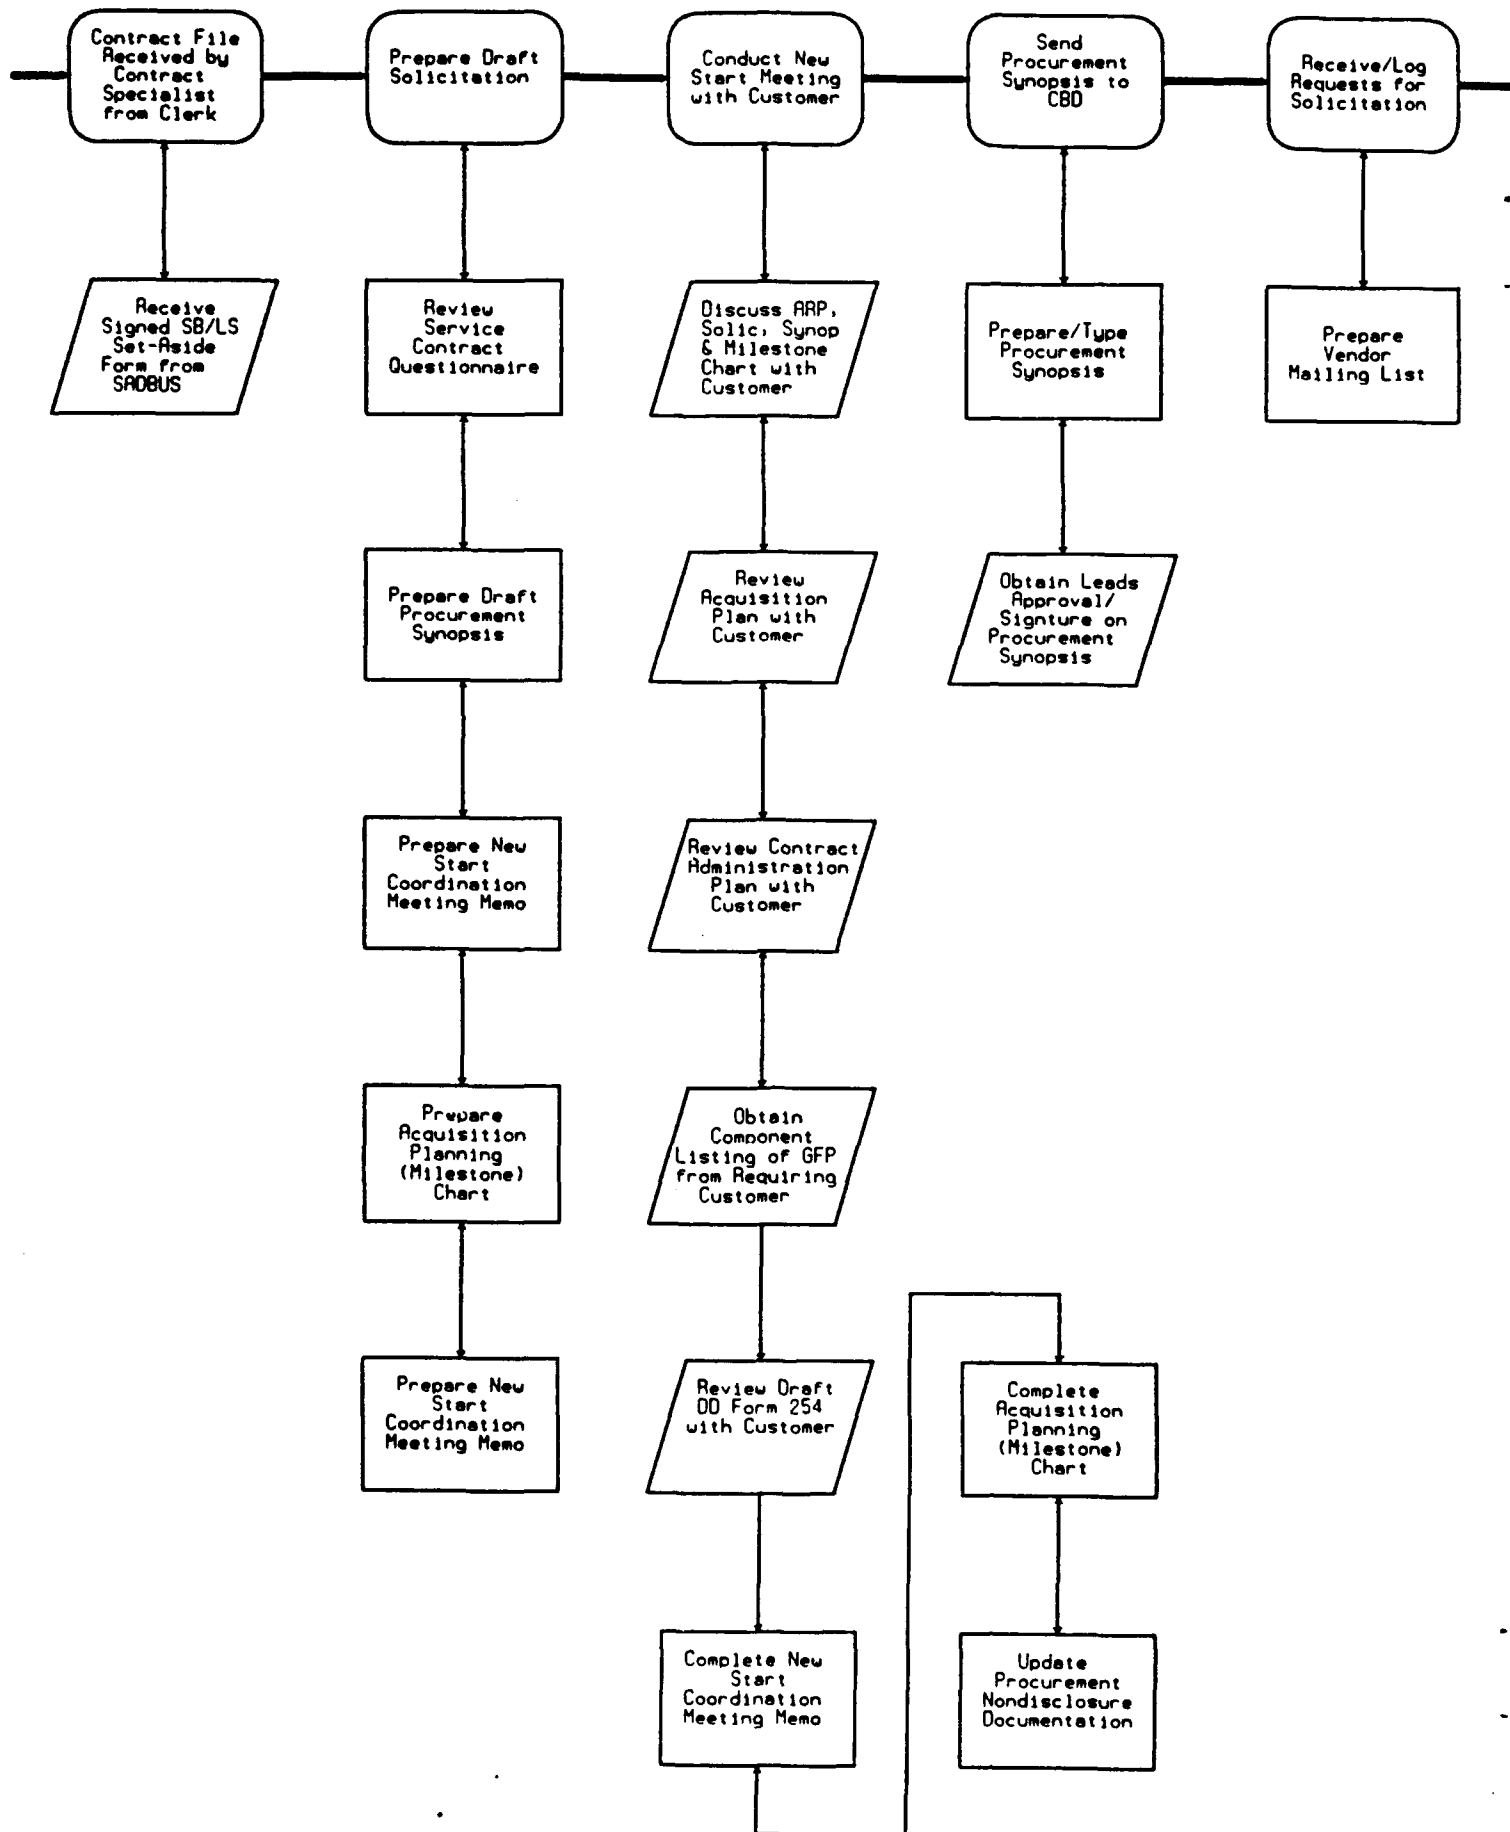 Contract File
Received by
Contract
Specialist
from Clerk
Prepare Draft
Solicitation
Conduct New
Start Meeting
with Customer
Send
Procurement
Synopsis to
CBD
Receive/Log
Requests for
Solicitation
Receive
Signed SB/LS
Set-Aside
Form from
SADBUS
Review
Service
Contract
Questionnaire
Discuss ARP,
Solic, Synop
& Milestone
Chart with
Customer
Prepare/Type
Procurement
Synopsis
Prepare
Vendor
Mailing List
Prepare Draft
Procurement
Synopsis
Review
Acquisition
Plan with
Customer
Obtain Leads
Approval/
Signture on
Procurement
Synopsis
Prepare New
Start
Coordination
Meeting Memo
Review Contract
Administration
Plan with
Customer
Prepare
Acquisition
Planning
(Milestone)
Chart
Obtain
Component
Listing of GFP
from Requiring
Customer
Prepare New
Start
Coordination
Meeting Memo
Review Draft
DD Form 254
with Customer
Complete
Acquisition
Planning
(Milestone)
Chart
Complete New
Start
Coordination
Meeting Memo
Update
Procurement
Nondisclosure
Documentation